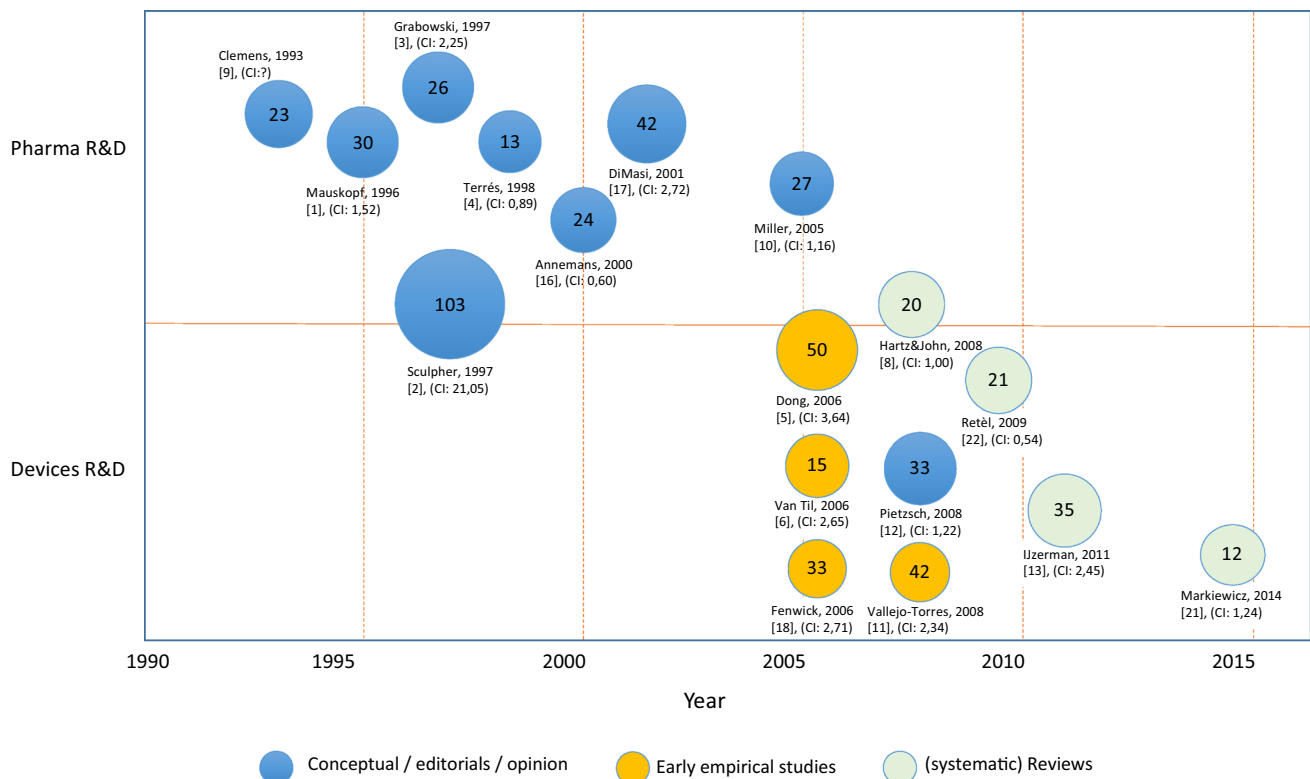 Grabowski, 1997
[3], (CI: 2,25)
26
Clemens, 1993
[9], (CI:?)
23
30
Mauskopf, 1996
[1], (CI: 1,52)
13
Terrés, 1998
[4], (CI: 0,89)
42
DiMasi, 2001
[17], (CI: 2,72)
24
Annemans, 2000
[16], (CI: 0,60)
27
Miller, 2005
[10], (CI: 1,16)
Pharma R&D
103
Sculpher, 1997
[2], (CI: 21,05)
20
Hartz&John, 2008
[8], (CI: 1,00)
50
Dong, 2006
[5], (CI: 3,64)
21
Retèl, 2009
[22], (CI: 0,54)
Devices R&D
15
Van Til, 2006
[6], (CI: 2,65)
33
Pietzsch, 2008
[12], (CI: 1,22)
35
IJzerman, 2011
[13], (CI: 2,45)
33
Fenwick, 2006
[18], (CI: 2,71)
42
Vallejo-Torres, 2008
[11], (CI: 2,34)
12
Markiewicz, 2014
[21], (CI: 1,24)
1990 1995 2000 2005 2010 2015
Year
Conceptual / editorials / opinion
Early empirical studies
(systematic) Reviews